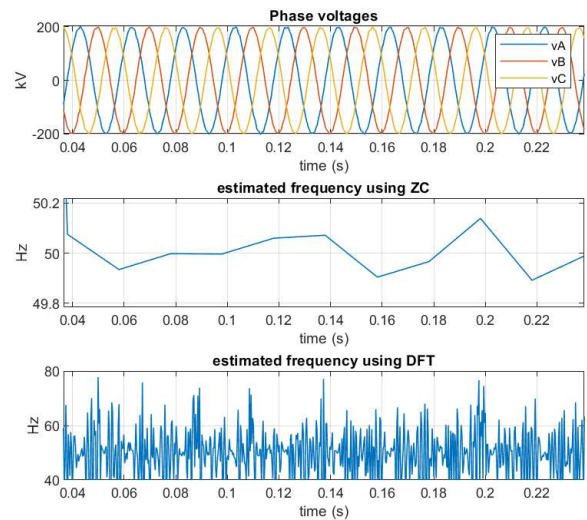 Phase voltages
200
0
-200
kV
vA
vB
vC
0.04 0.06 0.08 0.1 0.12 0.14 0.16 0.18 0.2 0.22
time (s)
estimated frequency using ZC
50.2
50
49.8
Hz
0.04 0.06 0.08 0.1 0.12 0.14 0.16 0.18 0.2 0.22
time (s)
estimated frequency using DFT
80
60
40
Hz
0.04 0.06 0.08 0.1 0.12 0.14 0.16 0.18 0.2 0.22
time (s)